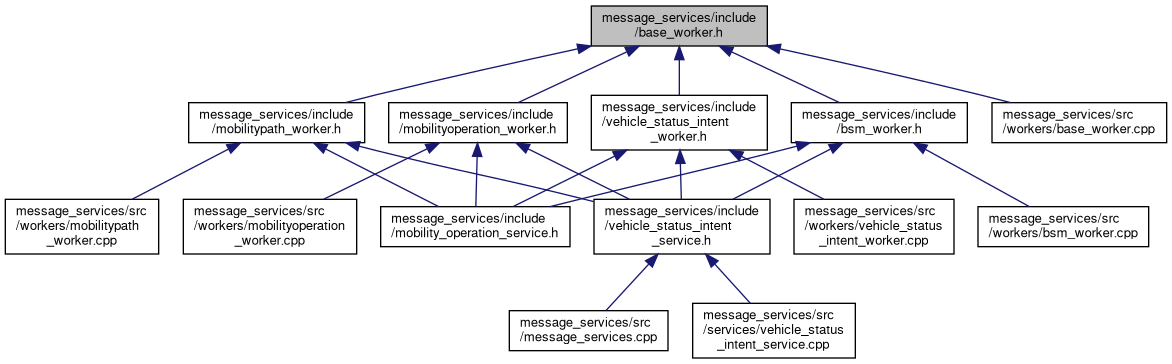 message_services/include
/base_worker.h
message_services/include
/mobilitypath_worker.h
message_services/include
/mobilityoperation_worker.h
message_services/include
/vehicle_status_intent
_worker.h
message_services/include
/bsm_worker.h
message_services/src
/workers/base_worker.cpp
message_services/src
/workers/mobilitypath
_worker.cpp
message_services/src
/workers/mobilityoperation
_worker.cpp
message_services/include
/mobility_operation_service.h
message_services/include
/vehicle_status_intent
_service.h
message_services/src
/workers/vehicle_status
_intent_worker.cpp
message_services/src
/workers/bsm_worker.cpp
message_services/src
/message_services.cpp
message_services/src
/services/vehicle_status
_intent_service.cpp